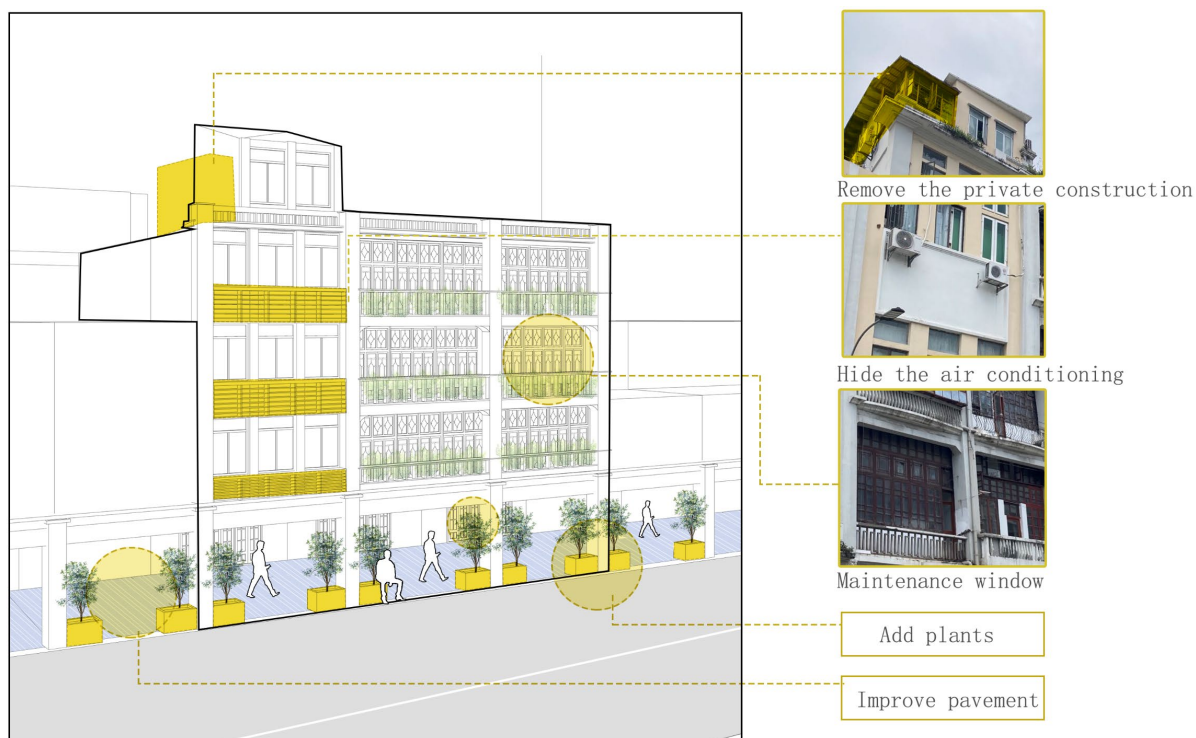 Remove the private construction
Hide the air conditioning
Maintenance window
Add plants
Improve pavement